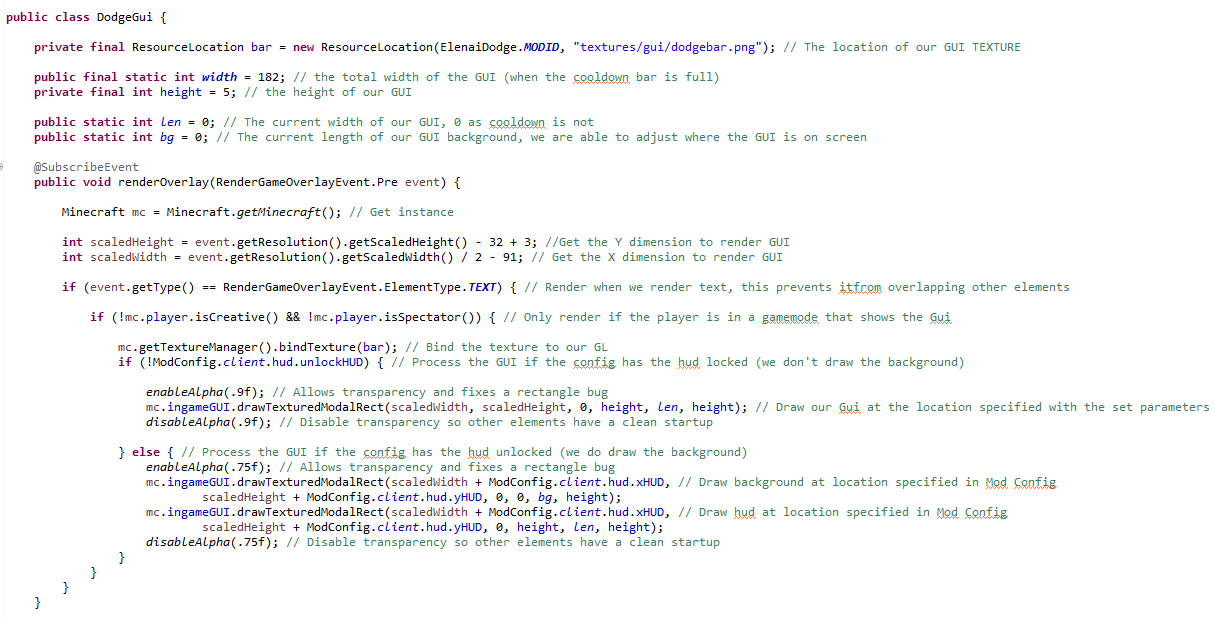 public class DodgeGui {
private final ResourceLocation bar = new ResourceLocation(ElenaiDodge.MODID, "textures/gui/dodgebar.png"); // The location of our GUI TEXTURE
public final static int width = 182; // the total width of the GUI (when the cooldown bar is full)
private final int height = 5; // the height of our GUI
public static int len = 0; // The current width of our GUI, 0 as cooldown is not
public static int bg = 0; // The current length of our GUI background, we are able to adjust where the GUI is on screen
@SubscribeEvent
public void renderOverlay(RenderGameOverlayEvent.Pre event) {
Minecraft mc = Minecraft.getMinecraft(); // Get instance
int scaledHeight = event.getResolution().getScaledHeight() - 32 + 3; //Get the Y dimension to render GUI
int scaledWidth = event.getResolution().getScaledWidth() / 2 - 91; // Get the X dimension to render GUI
if (event.getType() == RenderGameOverlayEvent.ElementType.TEXT) { // Render when we render text, this prevents itfrom overlapping other elements
if (!mc.player.isCreative() && !mc.player.isSpectator()) { // Only render if the player is in a gamemode that shows the Gui
mc.getTextureManager().bindTexture(bar); // Bind the texture to our GL
if (!ModConfig.client.hud.unlockHUD) { // Process the GUI if the config has the hud locked (we don't draw the background)
enableAlpha(.9f); // Allows transparency and fixes a rectangle bug
mc.ingameGUI.drawTexturedModalRect(scaledWidth, scaledHeight, 0, height, len, height); // Draw our Gui at the location specified with the set parameters
disableAlpha(.9f); // Disable transparency so other elements have a clean startup
} else { // Process the GUI if the config has the hud unlocked (we do draw the background)
enableAlpha(.75f); // Allows transparency and fixes a rectangle bug
mc.ingameGUI.drawTexturedModalRect(scaledWidth + ModConfig.client.hud.xHUD, // Draw background at location specified in Mod Config
scaledHeight + ModConfig.client.hud.yHUD, 0, 0, bg, height);
mc.ingameGUI.drawTexturedModalRect(scaledWidth + ModConfig.client.hud.xHUD, // Draw hud at location specified in Mod Config
scaledHeight + ModConfig.client.hud.yHUD, 0, height, len, height);
disableAlpha(.75f); // Disable transparency so other elements have a clean startup
}
}
}
}